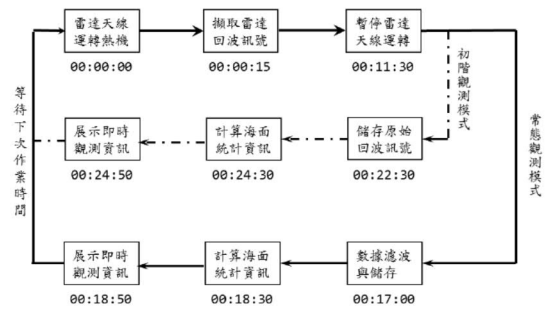 雷達天線
運轉熱機
00:00:00
擷取雷達
回波訊號
00:00:15
暫停雷達
天線運轉
00:11:30
初階觀測模式
常態觀測模式
等待下次作業時間
展示即時
觀測資訊
00:24:50
計算海面
統計資訊
00:24:30
儲存原始
回波訊號
00:22:30
展示即時
觀測資訊
00:18:50
計算海面
統計資訊
00:18:30
數據濾波
與儲存
00:17:00